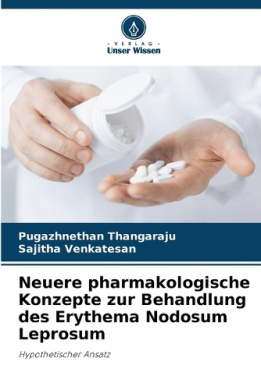 VERLAG
Unser Wissen
Pugazhnethan Thangaraju
Sajitha Venkatesan
Neuere pharmakologische
Konzepte zur Behandlung
des Erythema Nodosum
Leprosum
Hypothetischer Ansatz